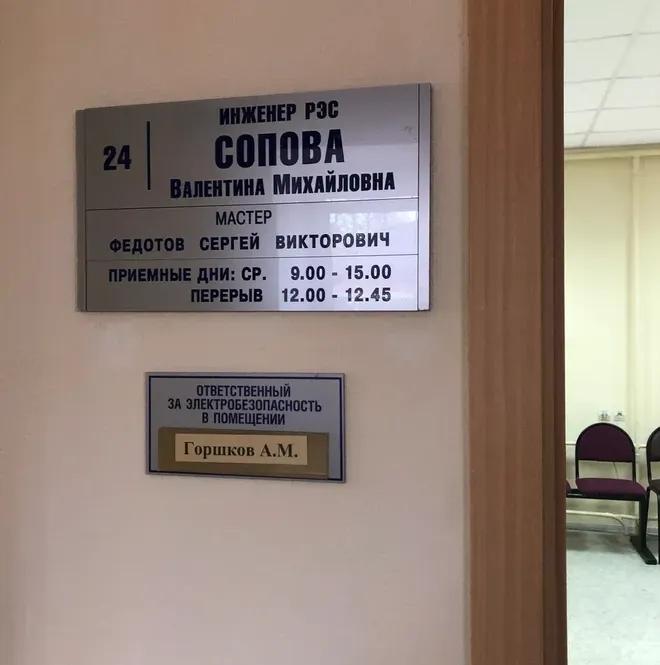 24
ИНЖЕНЕР РЭС
СОПОВА
ВАЛЕНТИНА МИХАЙЛОВНА
МАСТЕР
ФЕДОТОВ СЕРГЕЙ ВИКТОРОВИЧ
ПРИЕМНЫЕ ДНИ: СР. 9.00 - 15.00
ПЕРЕРЫВ 12.00 - 12.45
ОТВЕТСТВЕННЫЙ
ЗА ЭЛЕКТРОБЕЗОПАСНОСТЬ
В ПОМЕЩЕНИИ
Горшков А.М.